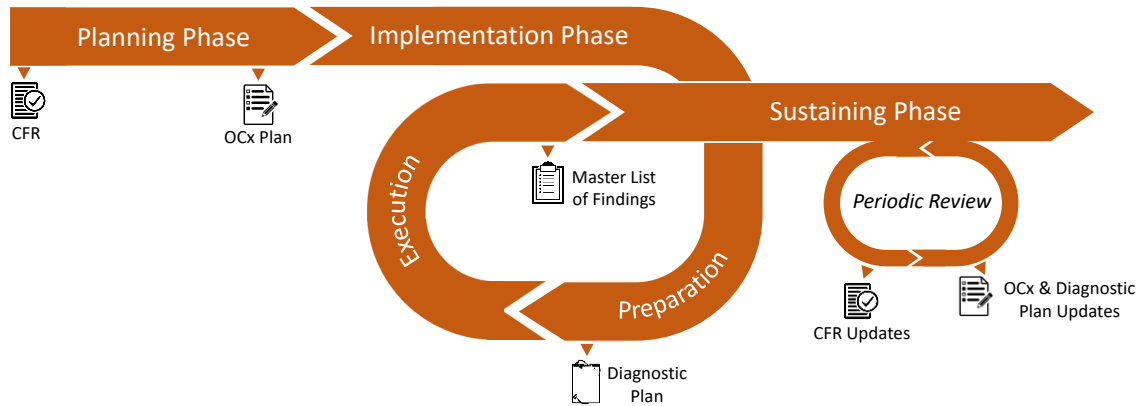 Planning Phase
Implementation Phase
CFR
OCx Plan
Sustaining Phase
Execution
Master List
of Findings
Periodic Review
Preparation
OCx & Diagnostic
Plan Updates
CFR Updates
Diagnostic
Plan